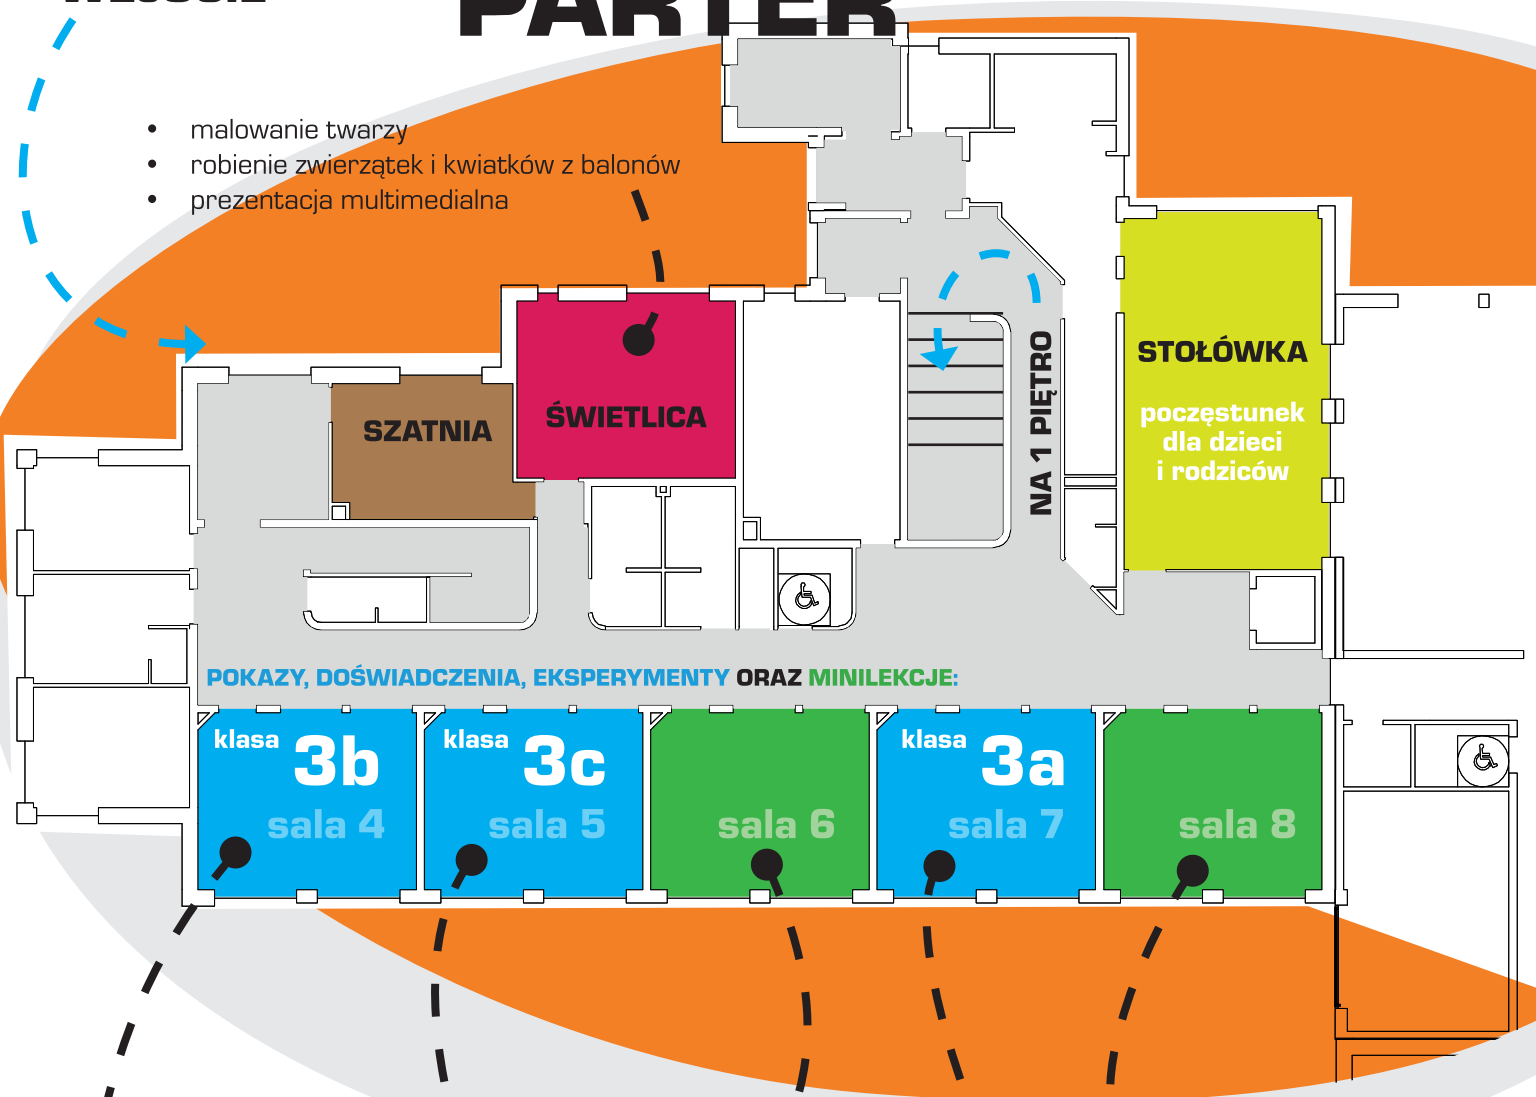 PARTER
• malowanie twarzy
• robienie zwierzątek i kwiatków z balonów
• prezentacja multimedialna
SZATNIA
ŚWIETLICA
NA 1 PIĘTRO
STOŁÓWKA
poczęstunek
dla dzieci
i rodziców
POKAZY, DOŚWIADCZENIA, EKSPERYMENTY ORAZ MINILEKCJE:
klasa 3b
sala 4
klasa 3c
sala 5
sala 6
klasa 3a
sala 7
sala 8